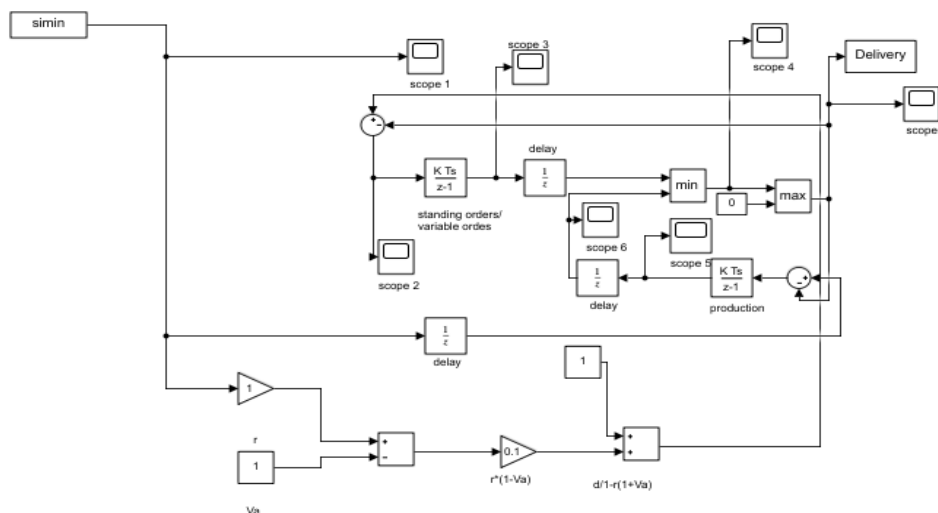 simin
scope 1
scope 3
scope 4
Delivery
scope
+
−
K Ts
z-1
standing orders/
variable ordes
delay
1
z
min
0
max
scope 6
scope 5
scope 2
1
z
delay
K Ts
z-1
production
+
−
1
z
delay
1
1
r
1
Va
+
−
0.1
r*(1-Va)
+
+
d/1-r(1+Va)